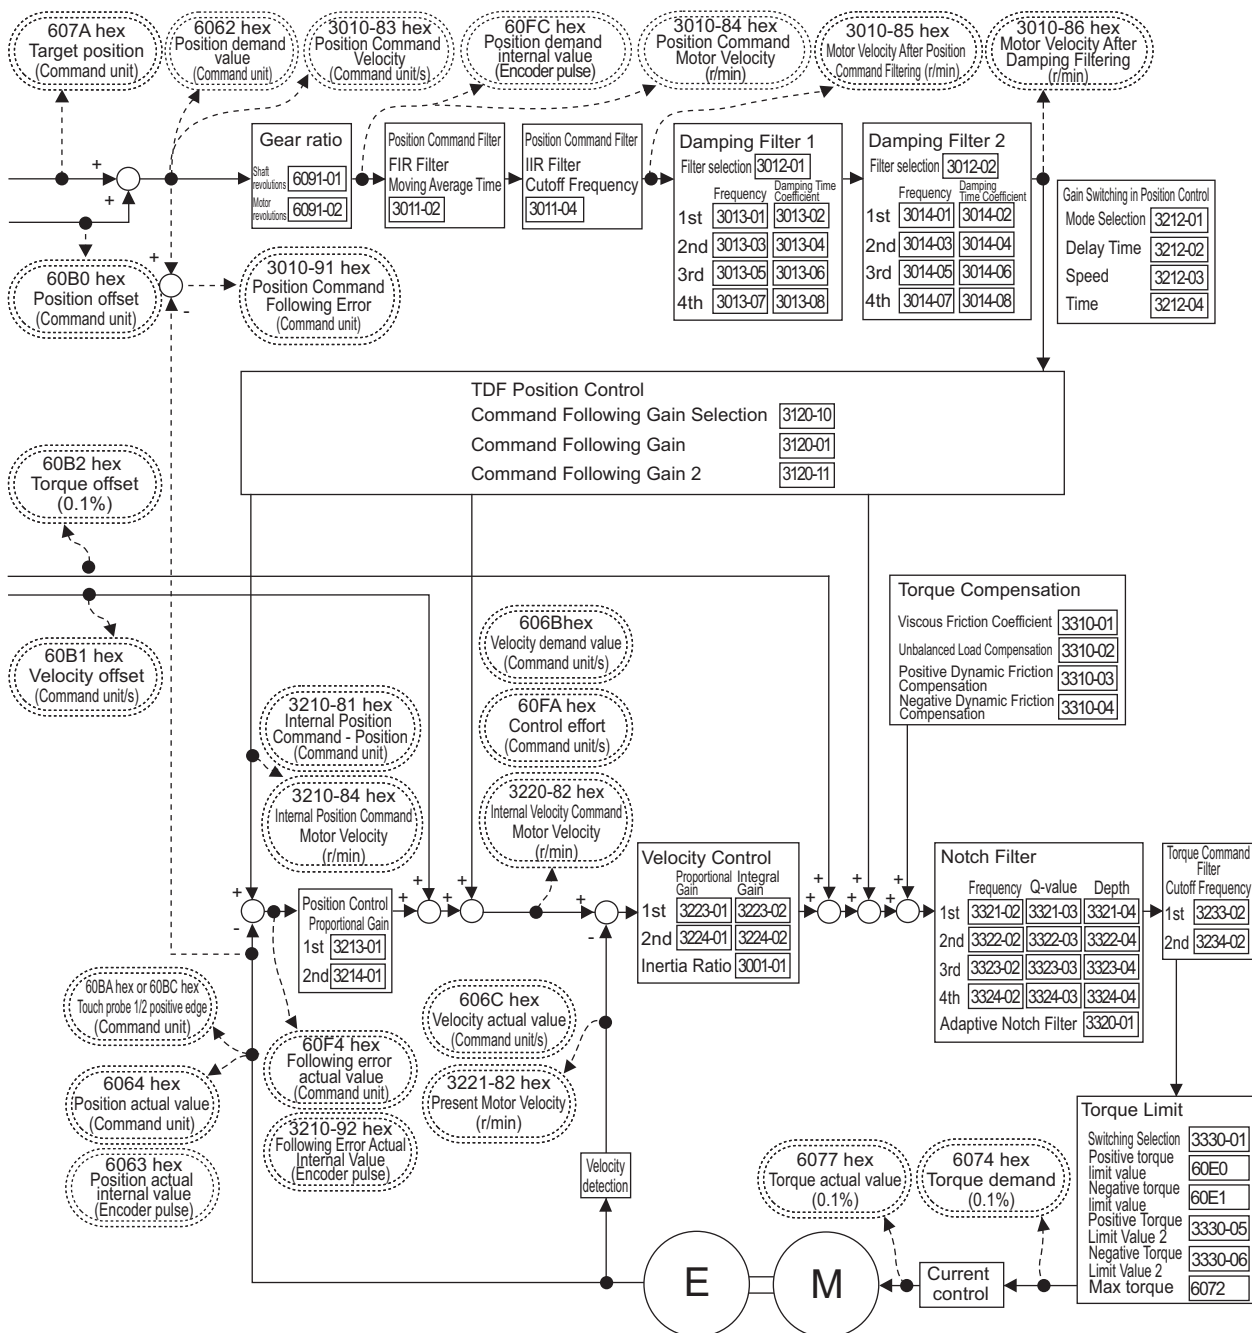 607A hex
Target position
(Command unit)
6062 hex
Position demand
value
(Command unit)
3010-83 hex
Position Command
Velocity
(Command unit/s)
60FC hex
Position demand
internal value
(Encoder pulse)
3010-84 hex
Position Command
Motor Velocity
(r/min)
3010-85 hex
Motor Velocity After Position
Command Filtering (r/min)
3010-86 hex
Motor Velocity After
Damping Filtering
(r/min)
+
+
Gear ratio
Shaft
revolutions
6091-01
Motor
revolutions
6091-02
Position Command Filter
FIR Filter
Moving Average Time
3011-02
Position Command Filter
IIR Filter
Cutoff Frequency
3011-04
Damping Filter 1
Filter selection 3012-01
Frequency Damping Time
Coefficient
1st 3013-01 3013-02
2nd 3013-03 3013-04
3rd 3013-05 3013-06
4th 3013-07 3013-08
Damping Filter 2
Filter selection 3012-02
Frequency Damping
Time Coefficient
1st 3014-01 3014-02
2nd 3014-03 3014-04
3rd 3014-05 3014-06
4th 3014-07 3014-08
Gain Switching in Position Control
Mode Selection 3212-01
Delay Time 3212-02
Speed 3212-03
Time 3212-04
60B0 hex
Position offset
(Command unit)
+
-
3010-91 hex
Position Command
Following Error
(Command unit)
TDF Position Control
Command Following Gain Selection 3120-10
Command Following Gain 3120-01
Command Following Gain 2 3120-11
60B2 hex
Torque offset
(0.1%)
60B1 hex
Velocity offset
(Command unit/s)
Torque Compensation
Viscous Friction Coefficient 3310-01
Unbalanced Load Compensation 3310-02
Positive Dynamic Friction
Compensation 3310-03
Negative Dynamic Friction
Compensation 3310-04
606Bhex
Velocity demand value
(Command unit/s)
60FA hex
Control effort
(Command unit/s)
3210-81 hex
Internal Position
Command - Position
(Command unit)
3210-84 hex
Internal Position Command
Motor Velocity
(r/min)
3220-82 hex
Internal Velocity Command
Motor Velocity
(r/min)
+
-
Position Control
Proportional Gain
1st 3213-01
2nd 3214-01
+
+
+
+
+
-
Velocity Control
Proportional
Gain
Integral
Gain
1st 3223-01 3223-02
2nd 3224-01 3224-02
Inertia Ratio 3001-01
+
+
+
+
+
+
Notch Filter
Frequency Q-value Depth
1st 3321-02 3321-03 3321-04
2nd 3322-02 3322-03 3322-04
3rd 3323-02 3323-03 3323-04
4th 3324-02 3324-03 3324-04
Adaptive Notch Filter 3320-01
Torque Command
Filter
Cutoff Frequency
1st 3233-02
2nd 3234-02
60BA hex or 60BC hex
Touch probe 1/2 positive edge
(Command unit)
6064 hex
Position actual value
(Command unit)
6063 hex
Position actual
internal value
(Encoder pulse)
60F4 hex
Following error
actual value
(Command unit)
3210-92 hex
Following Error Actual
Internal Value
(Encoder pulse)
606C hex
Velocity actual value
(Command unit/s)
3221-82 hex
Present Motor Velocity
(r/min)
Velocity
detection
6077 hex
Torque actual value
(0.1%)
6074 hex
Torque demand
(0.1%)
Torque Limit
Switching Selection 3330-01
Positive torque
limit value 60E0
Negative torque
limit value 60E1
Positive Torque
Limit Value 2 3330-05
Negative Torque
Limit Value 2 3330-06
Max torque 6072
E
M
Current
control